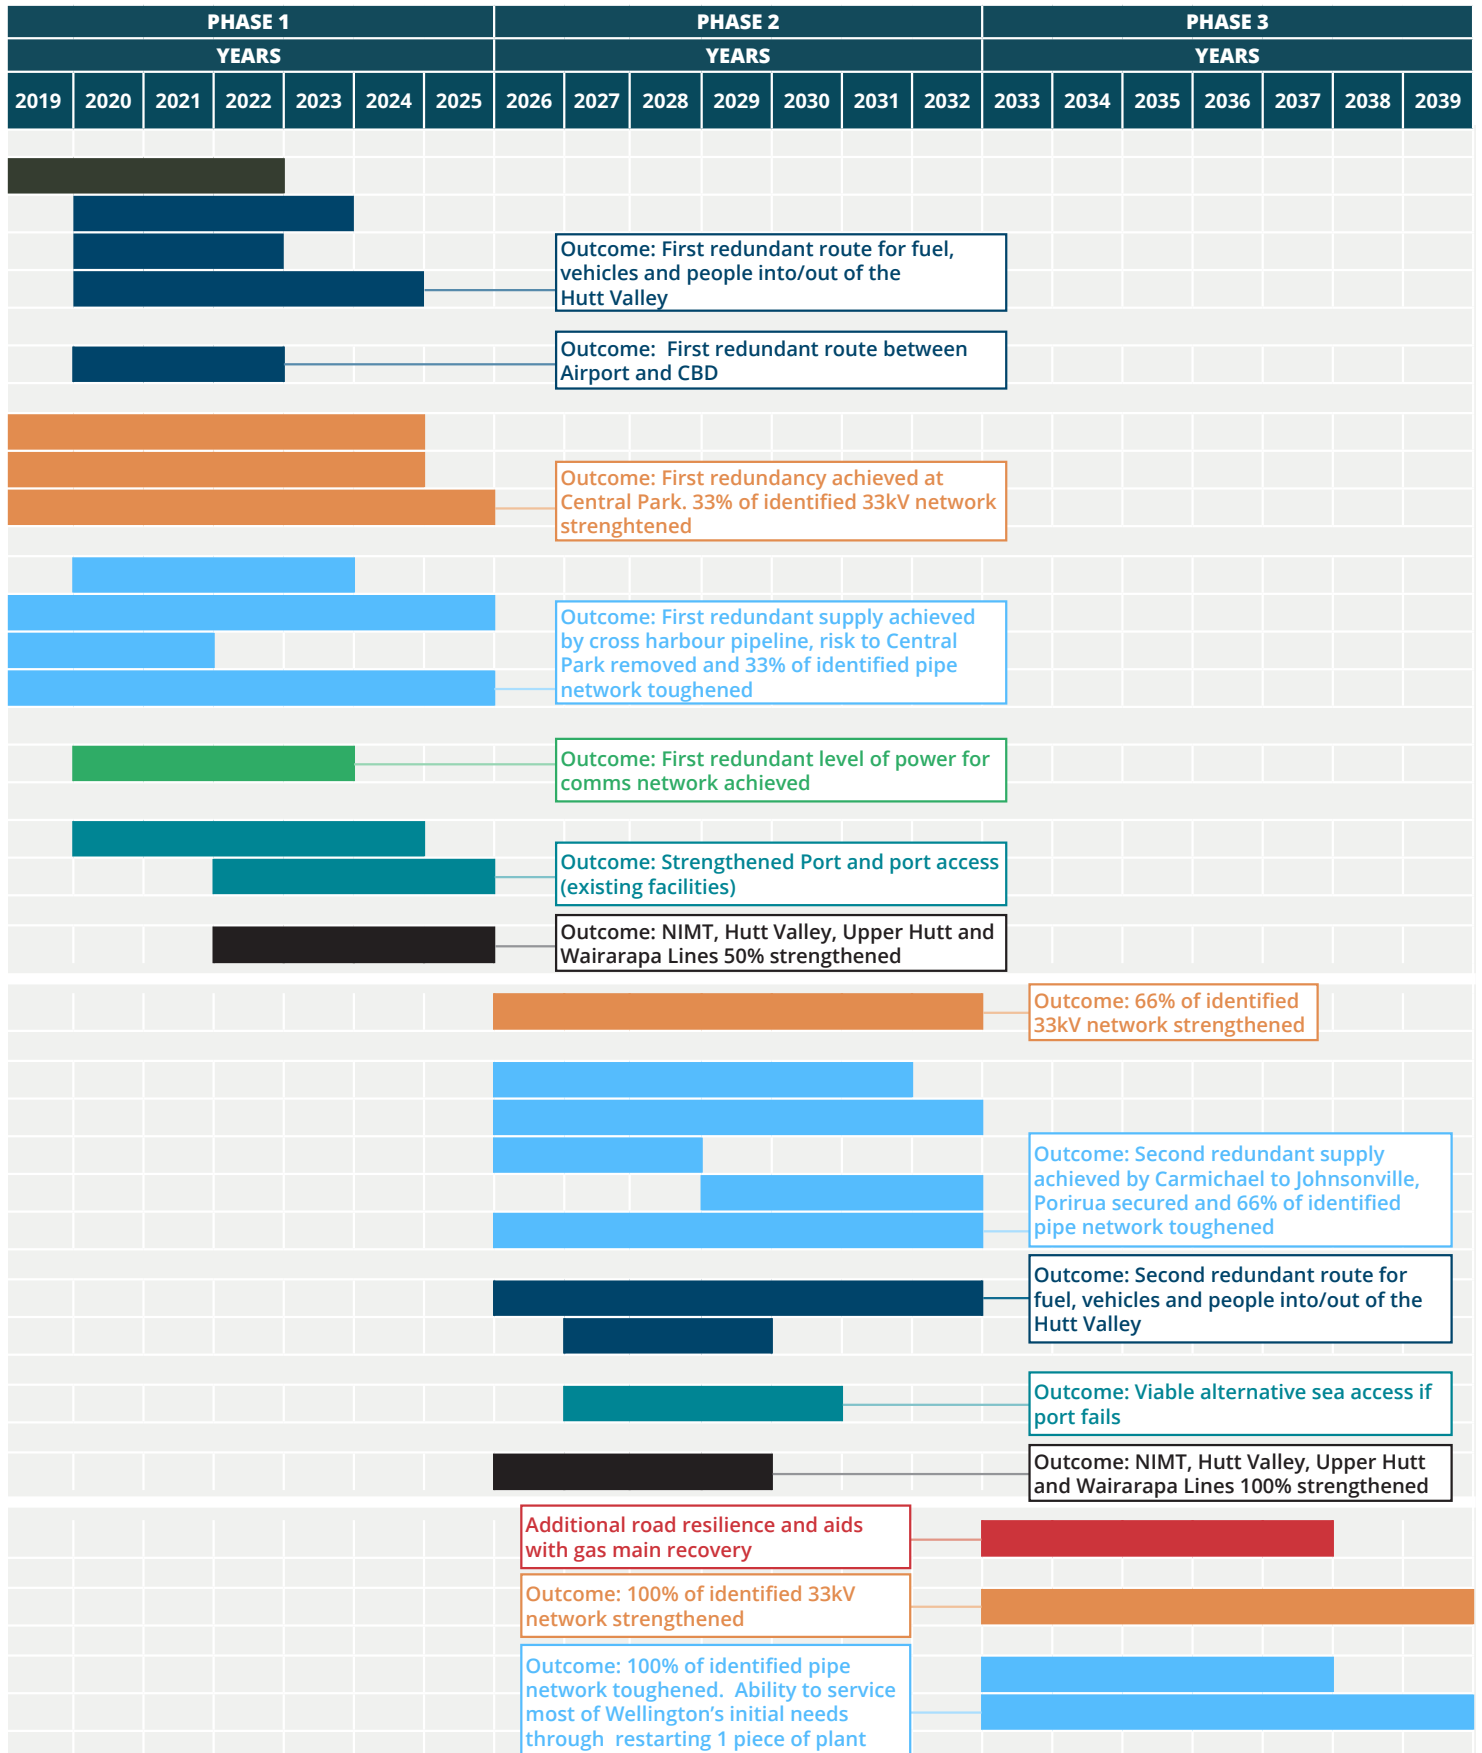 PHASE 1 PHASE 2 PHASE 3
YEARS YEARS YEARS
2019 2020 2021 2022 2023 2024 2025 2026 2027 2028 2029 2030 2031 2032 2033 2034 2035 2036 2037 2038 2039
Outcome: First redundant route for fuel,
vehicles and people into/out of the
Hutt Valley
Outcome:  First redundant route between
Airport and CBD
Outcome: First redundancy achieved at
Central Park. 33% of identified 33kV network
strenghtened
Outcome: First redundant supply achieved
by cross harbour pipeline, risk to Central
Park removed and 33% of identified pipe
network toughened
Outcome: First redundant level of power for
comms network achieved
Outcome: Strengthened Port and port access
(existing facilities)
Outcome: NIMT, Hutt Valley, Upper Hutt and
Wairarapa Lines 50% strengthened
Outcome: 66% of identified
33kV network strengthened
Outcome: Second redundant supply
achieved by Carmichael to Johnsonville,
Porirua secured and 66% of identified
pipe network toughened
Outcome: Second redundant route for
fuel, vehicles and people into/out of the
Hutt Valley
Outcome: Viable alternative sea access if
port fails
Outcome: NIMT, Hutt Valley, Upper Hutt
and Wairarapa Lines 100% strengthened
Additional road resilience and aids
with gas main recovery
Outcome: 100% of identified 33kV
network strengthened
Outcome: 100% of identified pipe
network toughened.  Ability to service
most of Wellington’s initial needs
through  restarting 1 piece of plant